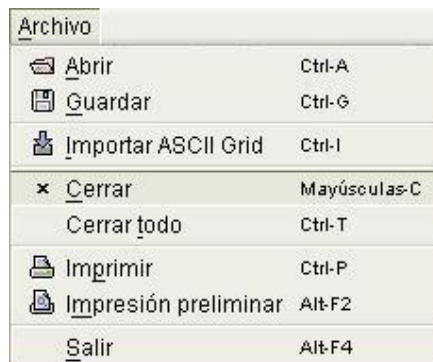 Archivo
Abrir Ctrl-A
Guardar Ctrl-G
Importar ASCII Grid Ctrl-I
Cerrar Mayúsculas-C
Cerrar todo Ctrl-T
Imprimir Ctrl-P
Impresión preliminar Alt-F2
Salir Alt-F4